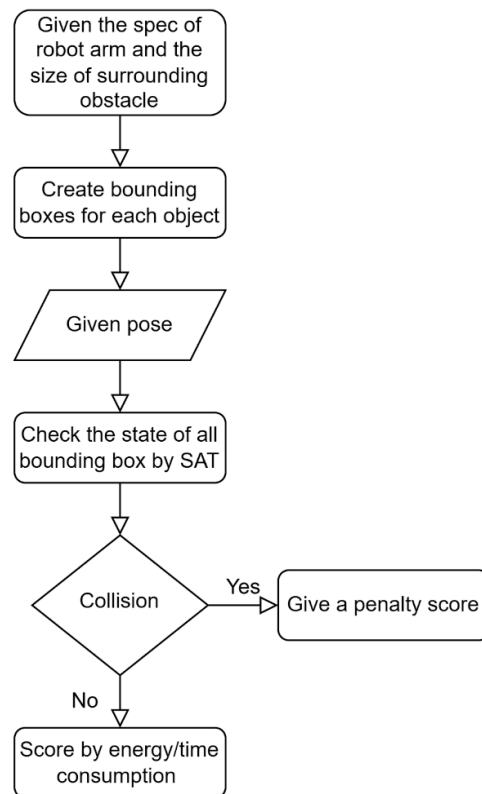 Given the spec of
robot arm and the
size of surrounding
obstacle
Create bounding
boxes for each object
Given pose
Check the state of all
bounding box by SAT
Collision
Yes
Give a penalty score
No
Score by energy/time
consumption